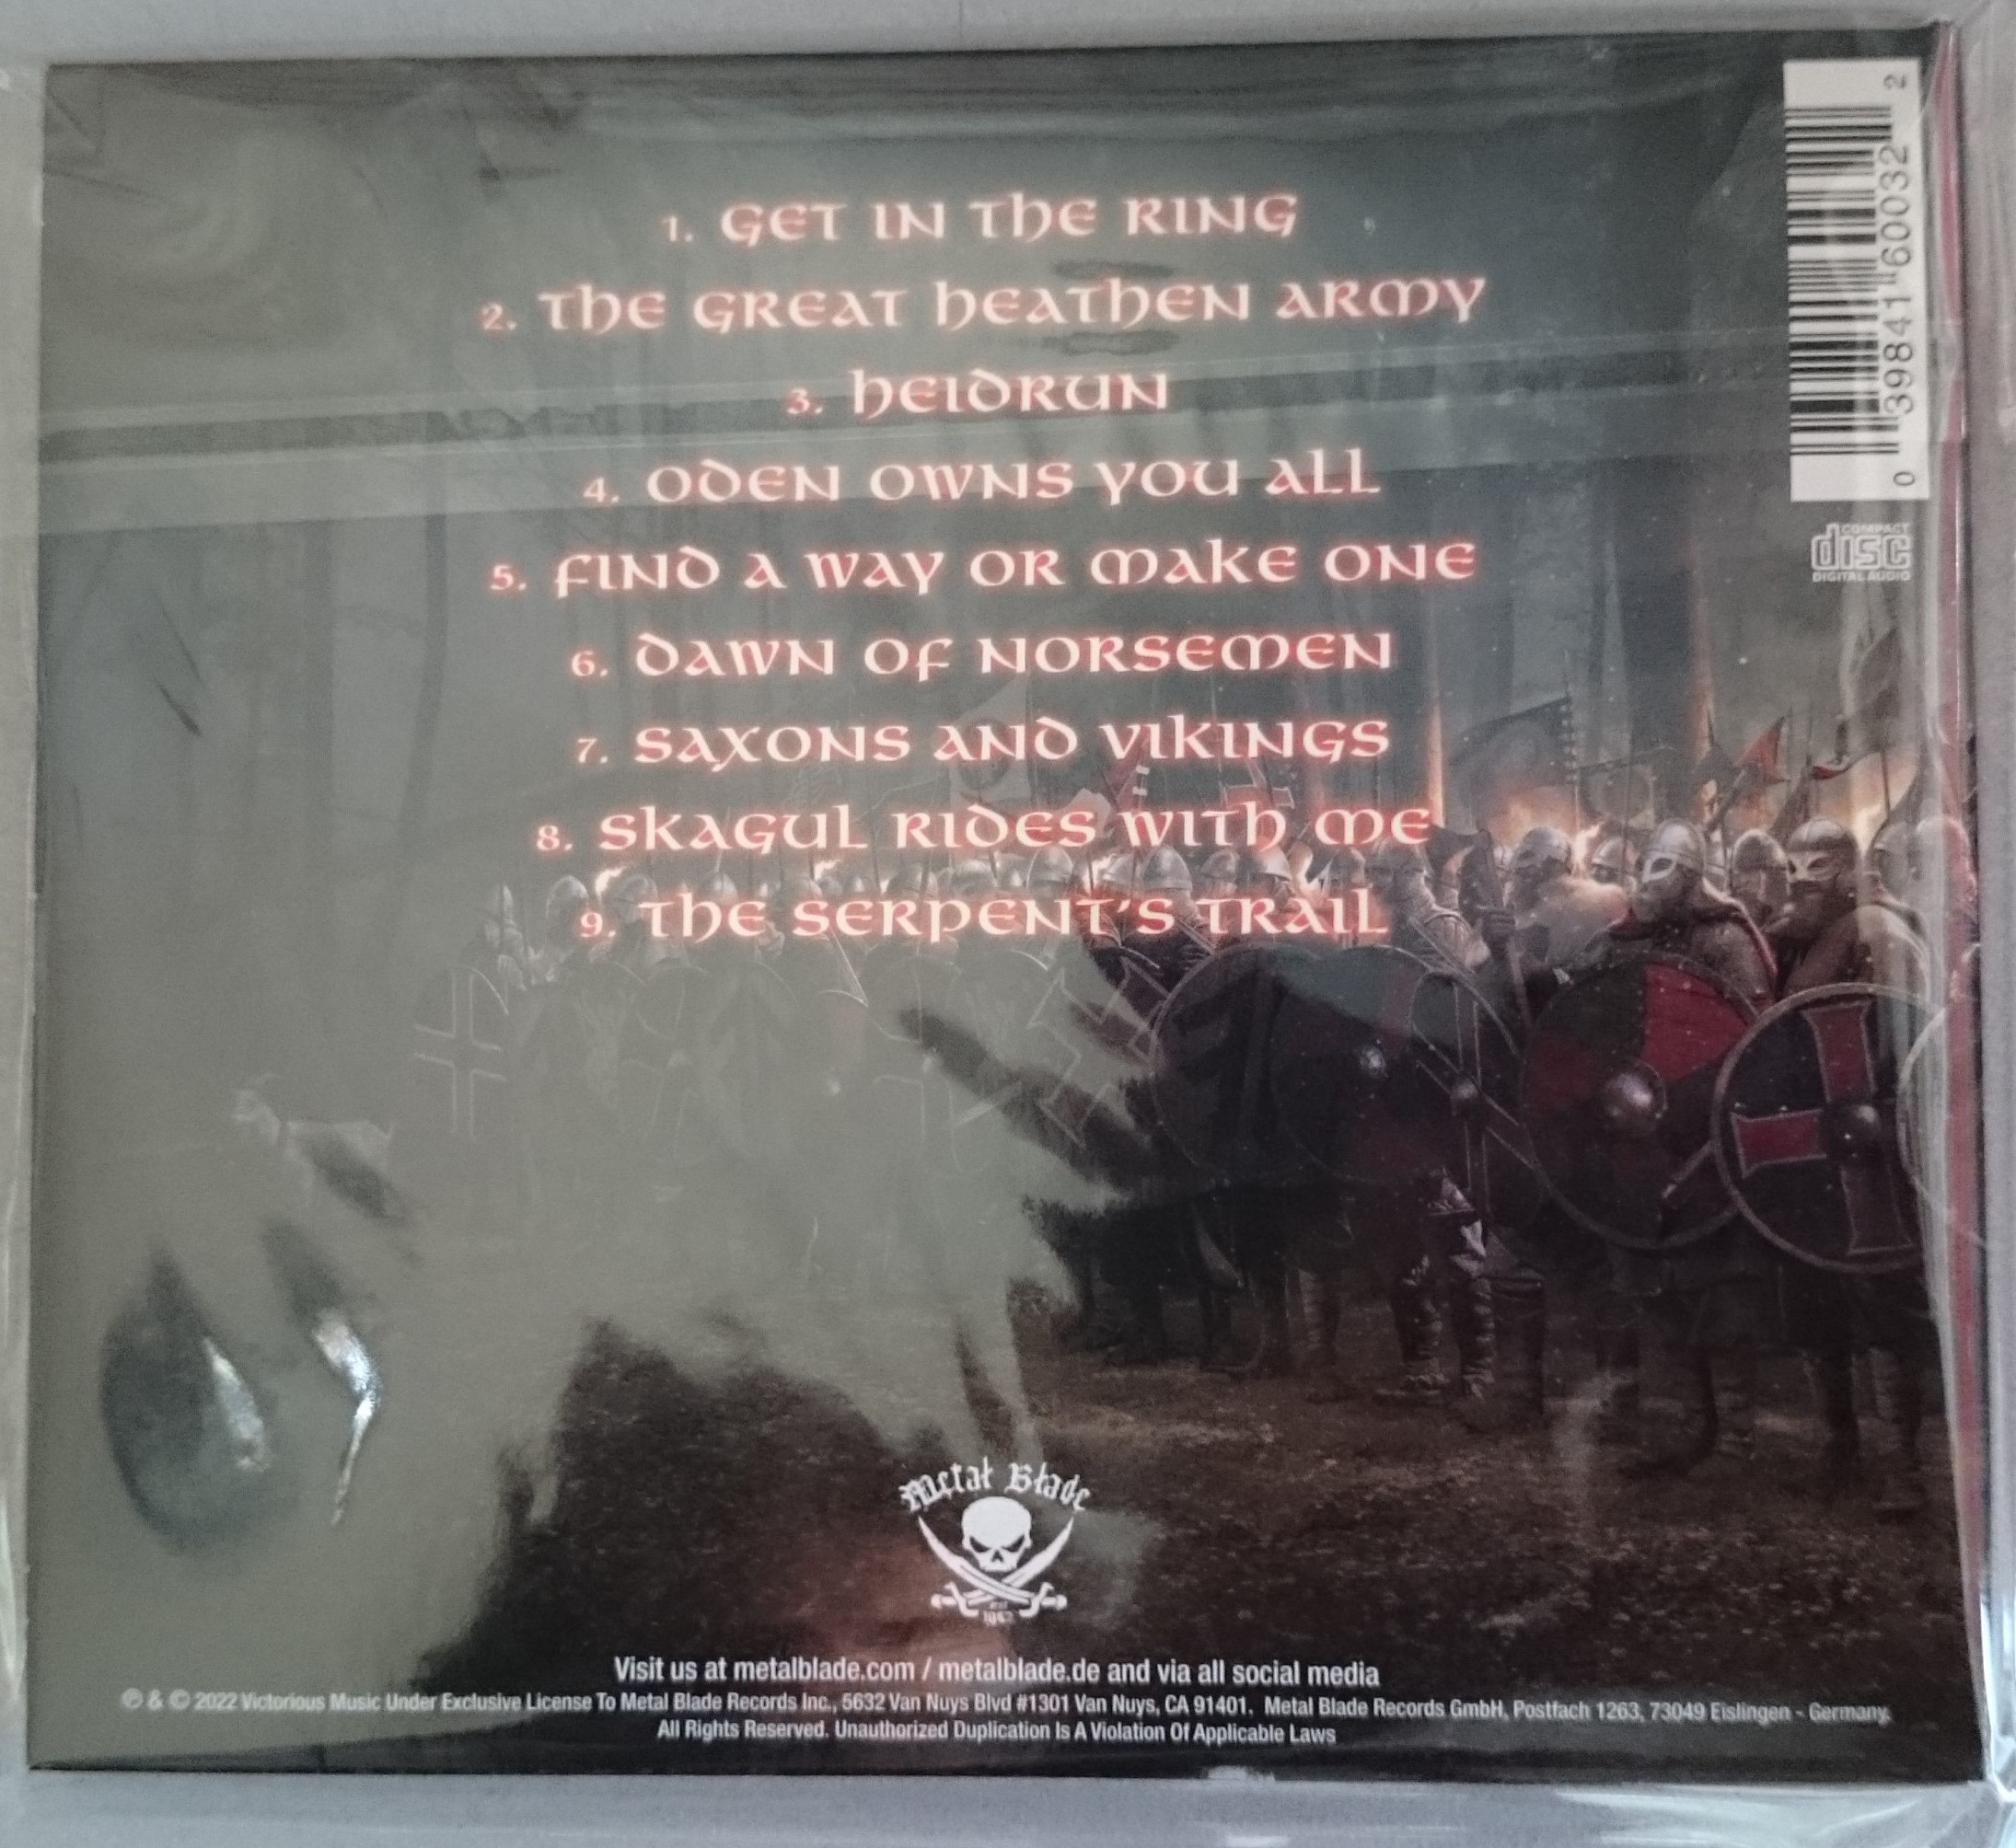 1. GET IN THE RING
2. THE GREAT HEATHEN ARMY
3. HEIDRUN
4. ODEN OWNS YOU ALL
5. FIND A WAY OR MAKE ONE
6. DAWN OF NORSEMEN
7. SAXONS AND VIKINGS
8. SKAGUL RIDES WITH ME
9. THE SERPENT'S TRAIL
0 39841 60032 2
COMPACT
disc
DIGITAL AUDIO
Metal Blade
est
1982
Visit us at metalblade.com / metalblade.de and via all social media
℗ & © 2022 Victorious Music Under Exclusive License To Metal Blade Records Inc., 5632 Van Nuys Blvd #1301 Van Nuys, CA 91401. Metal Blade Records GmbH, Postfach 1263, 73049 Eislingen - Germany.
All Rights Reserved. Unauthorized Duplication Is A Violation Of Applicable Laws